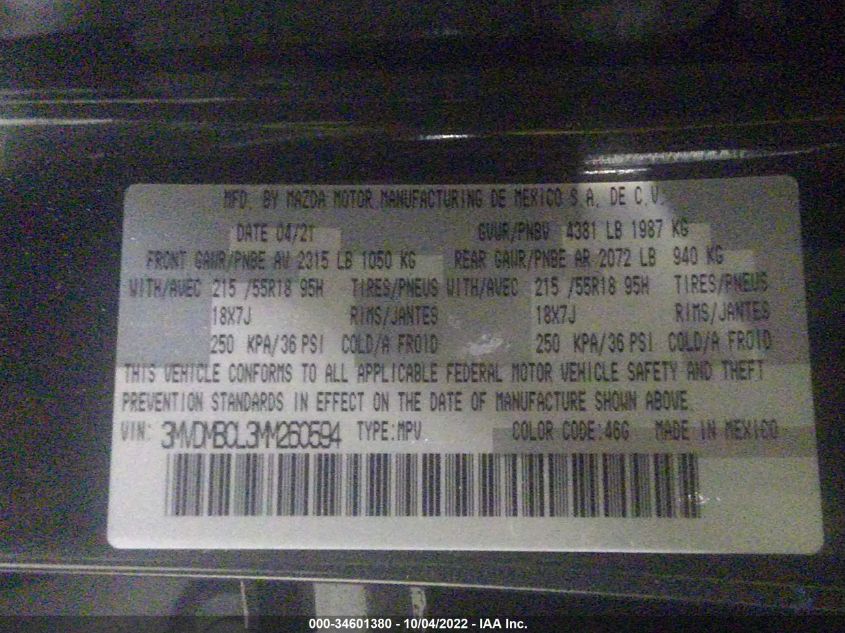 MFD. BY MAZDA MOTOR MANUFACTURING DE MEXICO S.A. DE C.V.
DATE 04/21 GVWR/PNBV 4381 LB 1987 KG
FRONT GAWR/PNBE AV 2315 LB 1050 KG REAR GAWR/PNBE AR 2072 LB 940 KG
WITH/AVEC 215 /55R18 95H TIRES/PNEUS WITH/AVEC 215 /55R18 95H TIRES/PNEUS
18X7J RIMS/JANTES 18X7J RIMS/JANTES
250 KPA/36 PSI COLD/A FROID 250 KPA/36 PSI COLD/A FROID
THIS VEHICLE CONFORMS TO ALL APPLICABLE FEDERAL MOTOR VEHICLE SAFETY AND THEFT
PREVENTION STANDARDS IN EFFECT ON THE DATE OF MANUFACTURE SHOWN ABOVE.
VIN: 3MVDMBCL3MM260594 TYPE:MPV COLOR CODE:46G MADE IN MEXICO
000-34601380 - 10/04/2022 - IAA Inc.